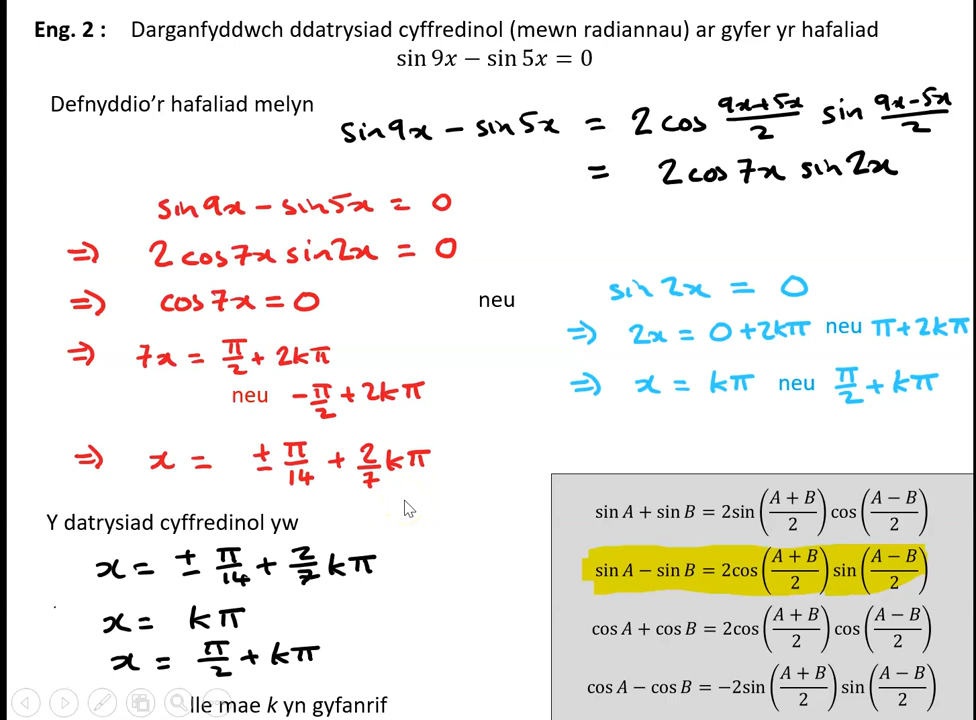 Eng. 2 : Darganfyddwch ddatrysiad cyffredinol (mewn radiannau) ar gyfer yr hafaliad
sin 9x − sin 5x = 0
Defnyddio’r hafaliad melyn
sin9x − sin5x = 2cos (9x+5x)/2 sin (9x−5x)/2
= 2cos7x sin2x
sin9x − sin5x = 0
⇒ 2cos7x sin2x = 0
⇒ cos7x = 0
neu
sin2x = 0
⇒ 7x = π/2 + 2kπ
neu −π/2 + 2kπ
⇒ x = ± π/14 + 2/7 kπ
⇒ 2x = 0+2kπ neu π+2kπ
⇒ x = kπ neu π/2 + kπ
Y datrysiad cyffredinol yw
x = ± π/14 + 2/7 kπ
x = kπ
x = π/2 + kπ
lle mae k yn gyfanrif
sin A + sin B = 2sin((A + B)/2) cos((A − B)/2)
sin A − sin B = 2cos((A + B)/2) sin((A − B)/2)
cos A + cos B = 2cos((A + B)/2) cos((A − B)/2)
cos A − cos B = −2sin((A + B)/2) sin((A − B)/2)